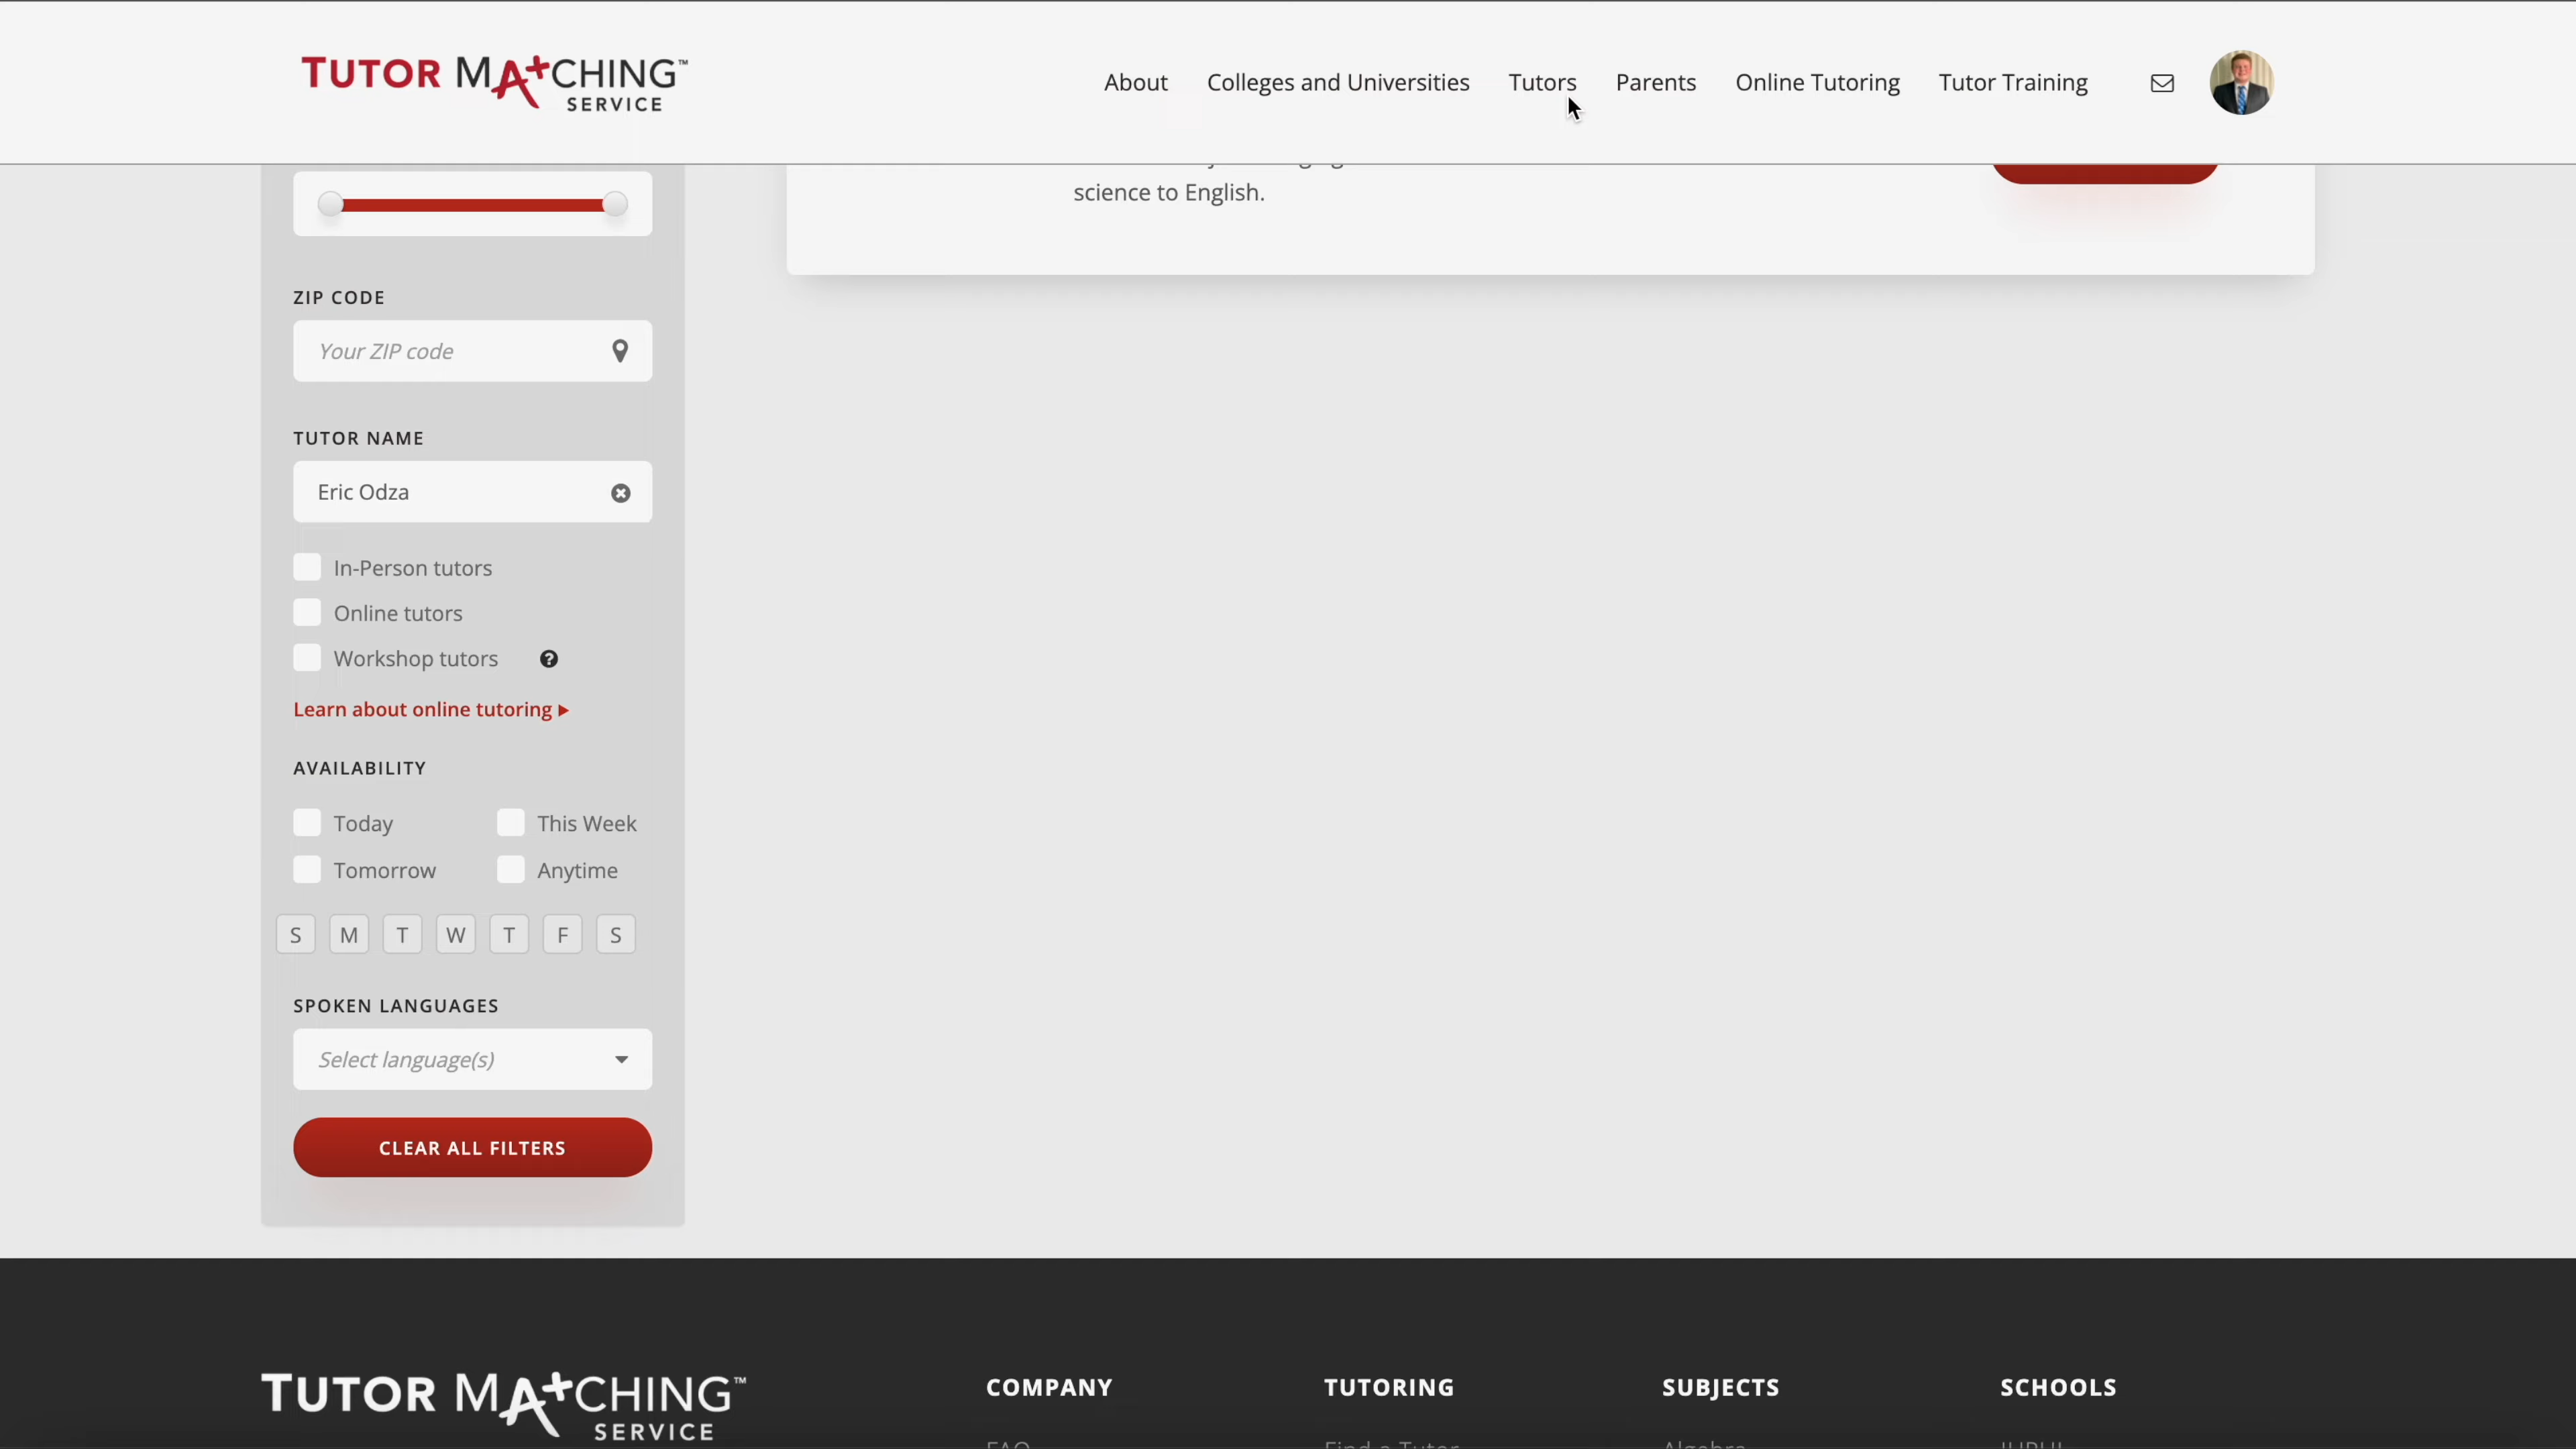 TUTOR MATCHING™
SERVICE
About Colleges and Universities Tutors Parents Online Tutoring Tutor Training
science to English.
ZIP CODE
Your ZIP code
TUTOR NAME
Eric Odza
In-Person tutors
Online tutors
Workshop tutors
Learn about online tutoring
AVAILABILITY
Today This Week
Tomorrow Anytime
S M T W T F S
SPOKEN LANGUAGES
Select language(s)
CLEAR ALL FILTERS
TUTOR MATCHING™
SERVICE
COMPANY TUTORING SUBJECTS SCHOOLS